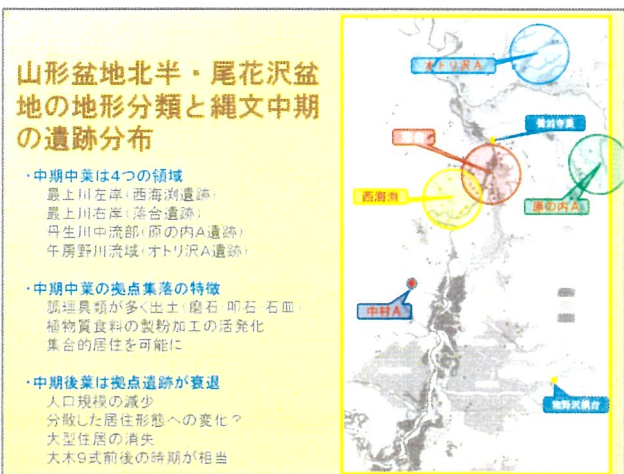 山形盆地北半・尾花沢盆
地の地形分類と縄文中期
の遺跡分布
・中期中葉は4つの領域
最上川左岸(西海渕遺跡)
最上川右岸(落合遺跡)
丹生川中流部(原の内A遺跡)
午房野川流域(オトリ沢A遺跡)
・中期中葉の拠点集落の特徴
調理具類が多く出土(磨石・叩石・石皿)
植物質食料の製粉加工の活発化
集合的居住を可能に
・中期後葉は拠点遺跡が衰退
人口規模の減少
分散した居住形態への変化?
大型住居の消失
大木9式前後の時期が相当
オトリ沢A
西海渕
原の内A
中村A